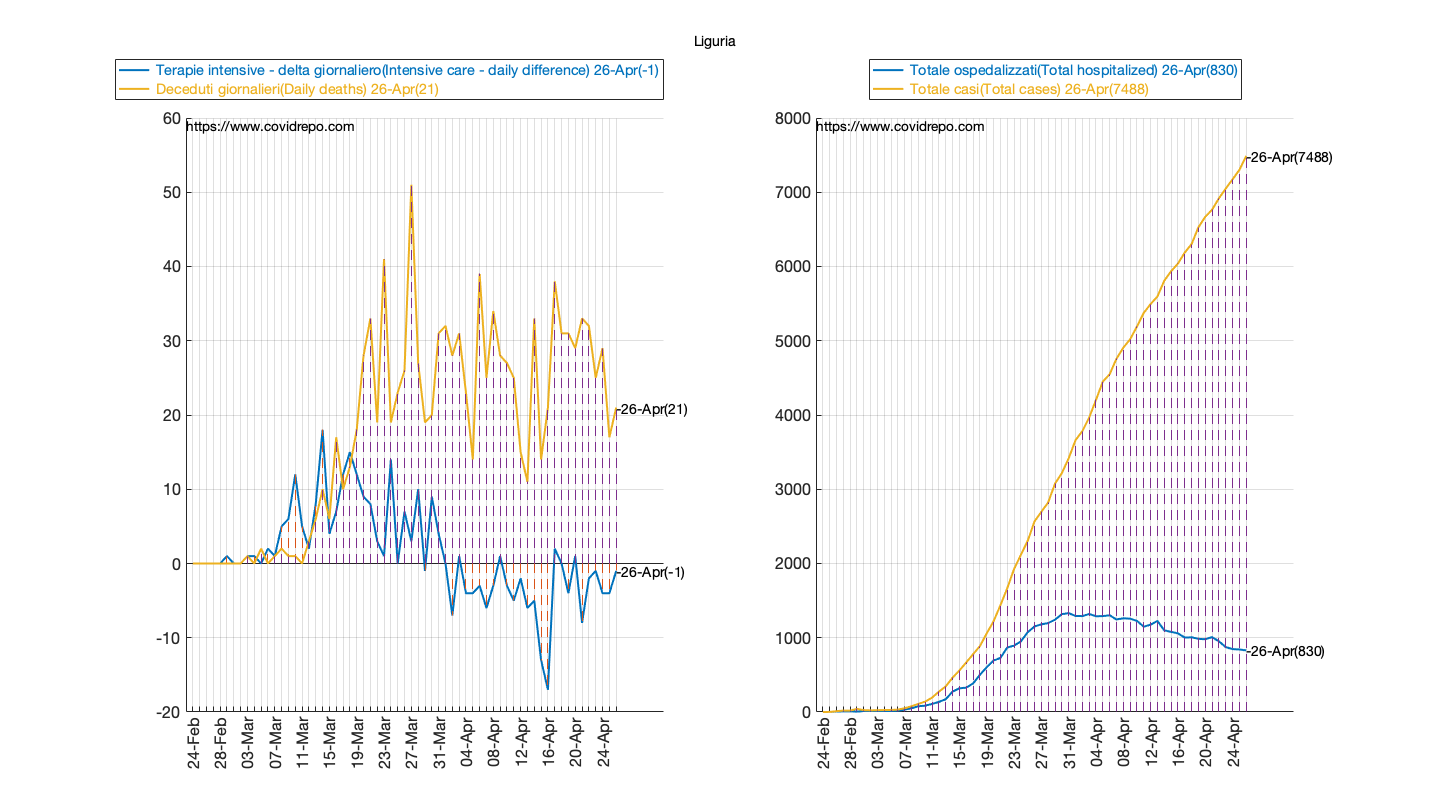 Liguria
Terapie intensive - delta giornaliero(Intensive care - daily difference) 26-Apr(-1)
Deceduti giornalieri(Daily deaths) 26-Apr(21)
https://www.covidrepo.com
60
50
40
30
20
10
0
-10
-20
26-Apr(21)
26-Apr(-1)
24-Feb
28-Feb
03-Mar
07-Mar
11-Mar
15-Mar
19-Mar
23-Mar
27-Mar
31-Mar
04-Apr
08-Apr
12-Apr
16-Apr
20-Apr
24-Apr
Totale ospedalizzati(Total hospitalized) 26-Apr(830)
Totale casi(Total cases) 26-Apr(7488)
https://www.covidrepo.com
8000
7000
6000
5000
4000
3000
2000
1000
0
26-Apr(7488)
26-Apr(830)
24-Feb
28-Feb
03-Mar
07-Mar
11-Mar
15-Mar
19-Mar
23-Mar
27-Mar
31-Mar
04-Apr
08-Apr
12-Apr
16-Apr
20-Apr
24-Apr